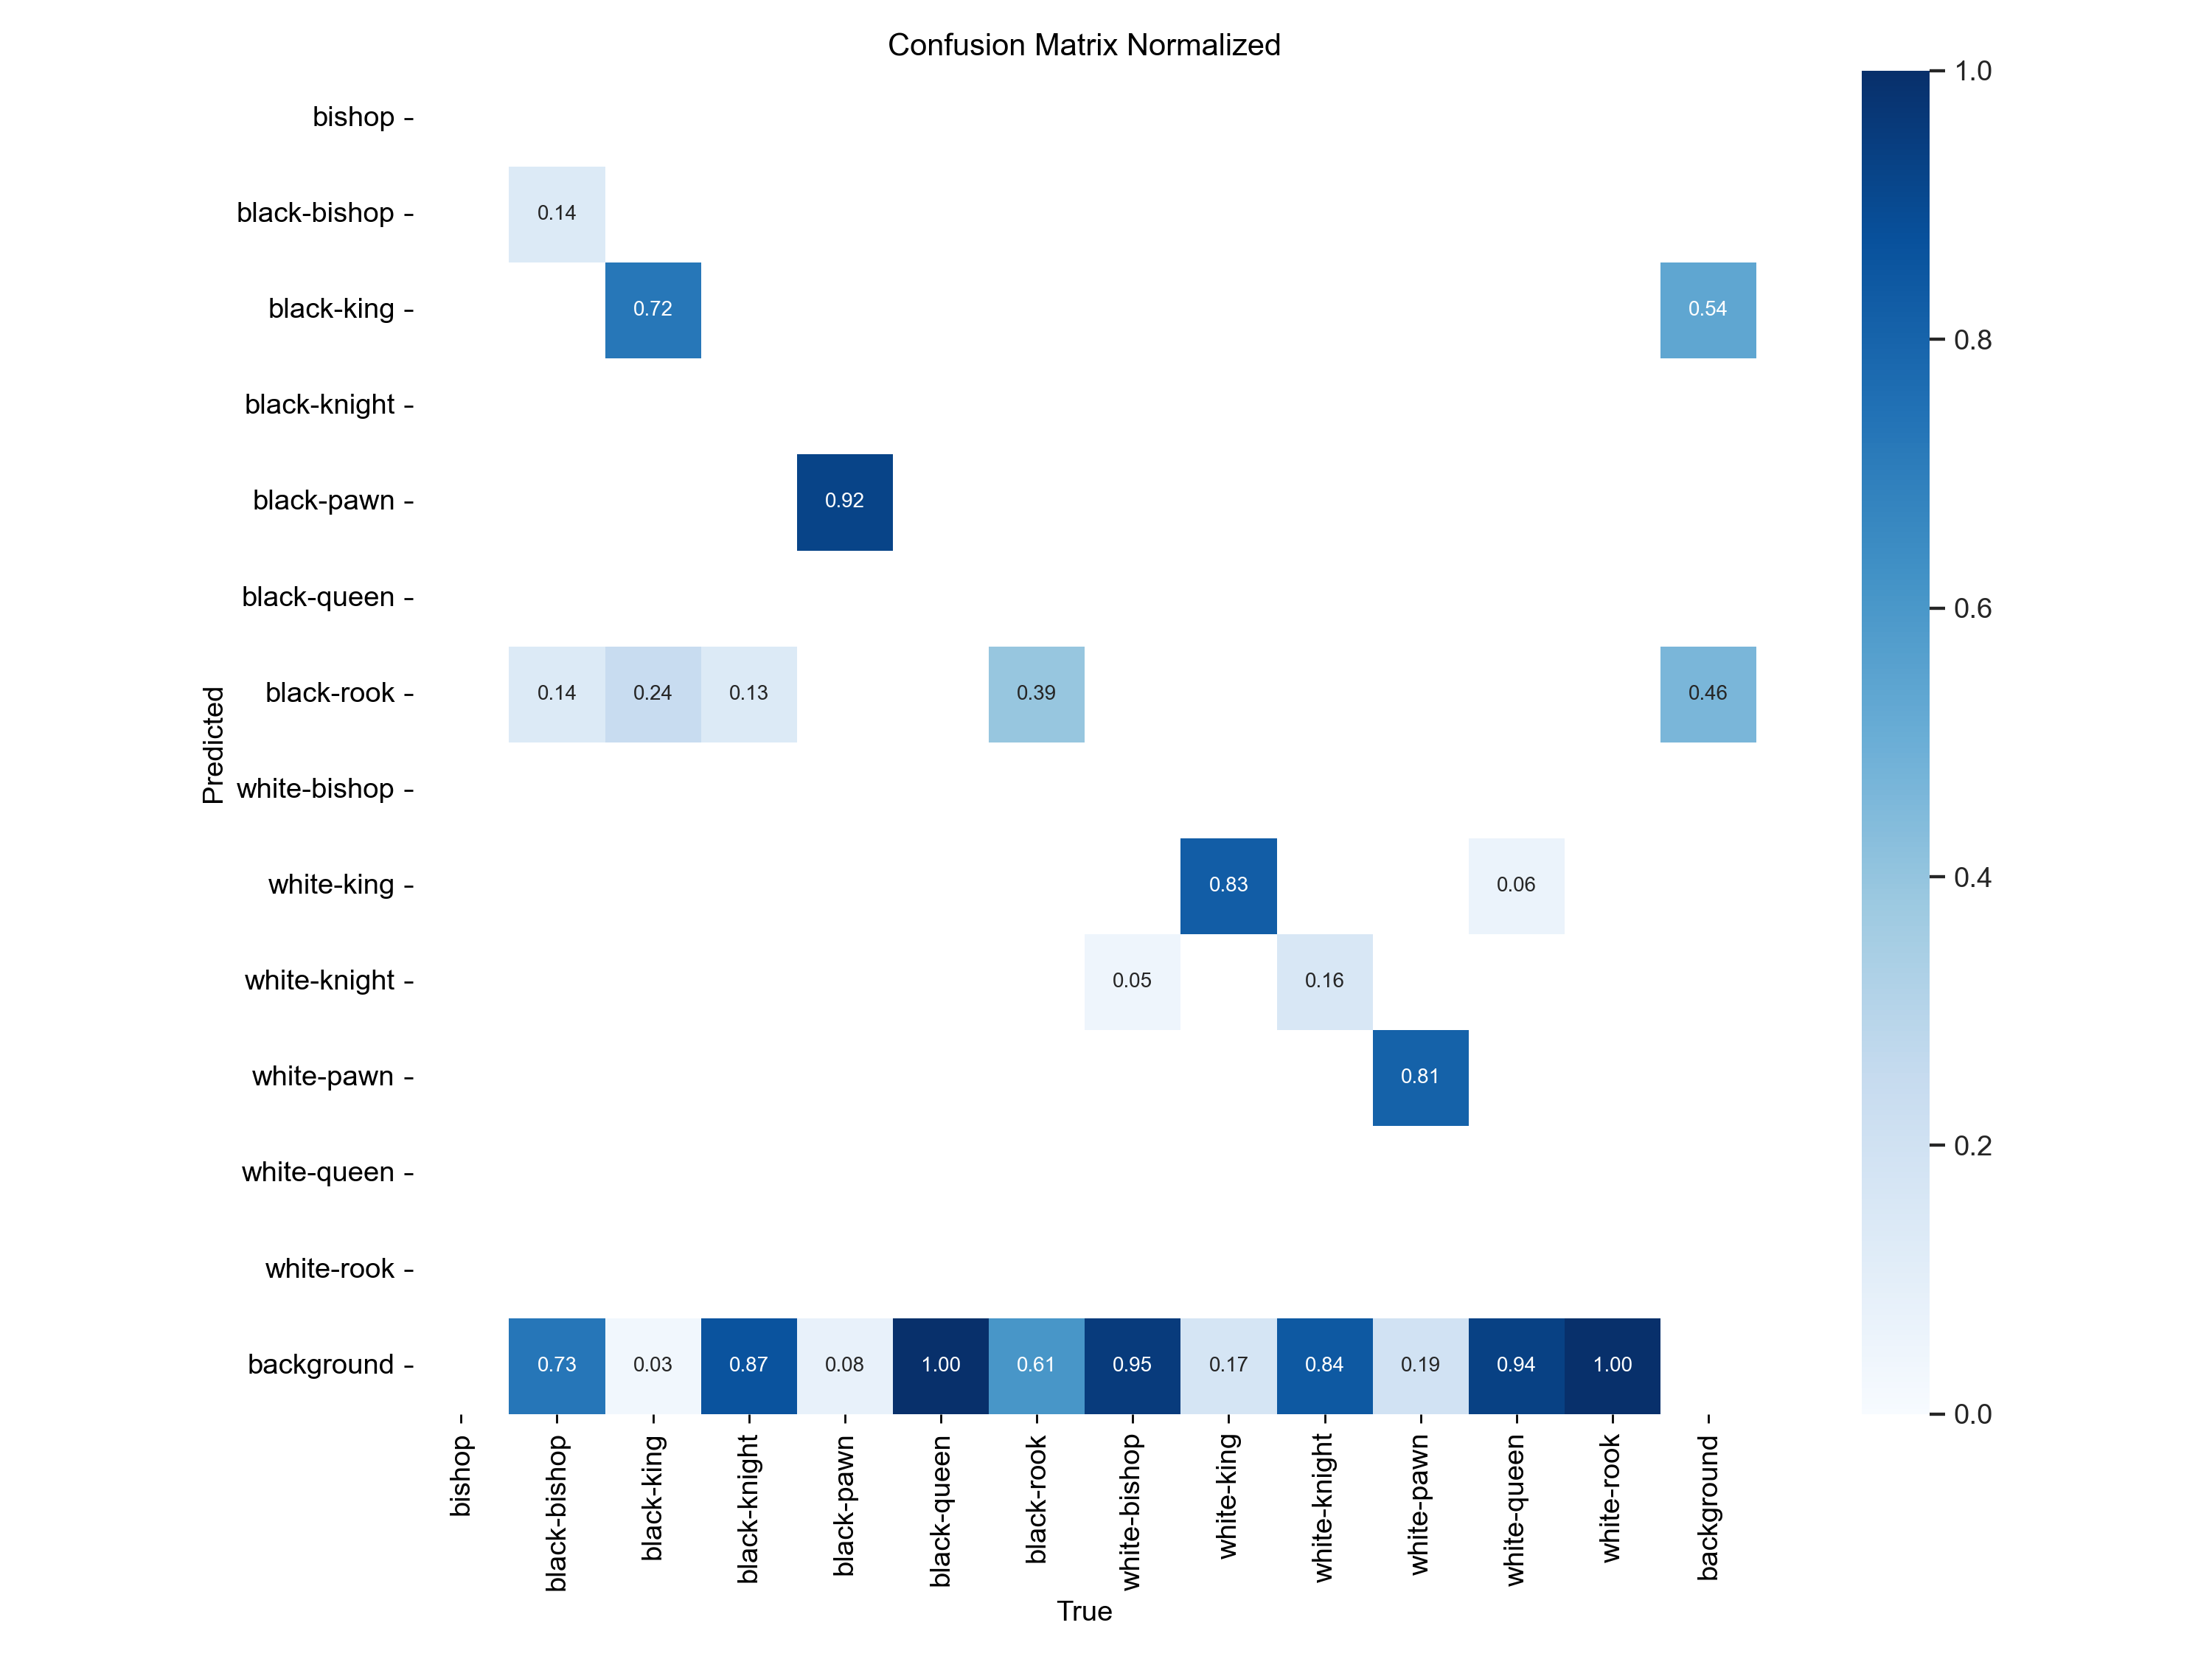 Confusion Matrix Normalized
bishop
black-bishop 0.14
black-king 0.72 0.54
black-knight
black-pawn 0.92
black-queen
black-rook 0.14 0.24 0.13 0.39 0.46
white-bishop
white-king 0.83 0.06
white-knight 0.05 0.16
white-pawn 0.81
white-queen
white-rook
background 0.73 0.03 0.87 0.08 1.00 0.61 0.95 0.17 0.84 0.19 0.94 1.00
Predicted
bishop
black-bishop
black-king
black-knight
black-pawn
black-queen
black-rook
white-bishop
white-king
white-knight
white-pawn
white-queen
white-rook
background
True
1.0
0.8
0.6
0.4
0.2
0.0